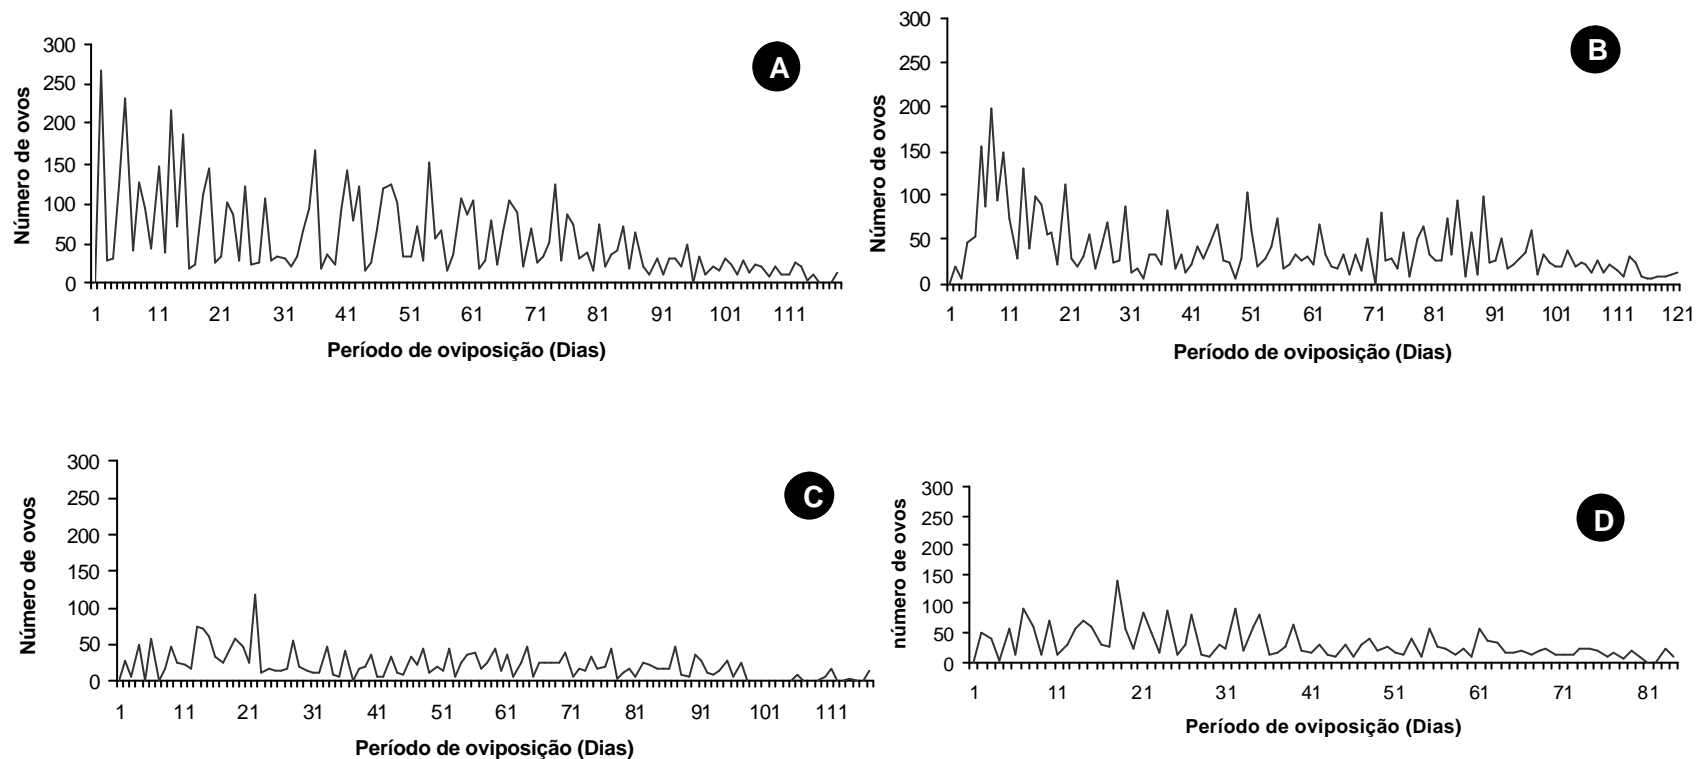 A
300
250
200
150
100
50
0
Número de ovos
1 11 21 31 41 51 61 71 81 91 101 111
Período de oviposição (Dias)
B
300
250
200
150
100
50
0
Número de ovos
1 11 21 31 41 51 61 71 81 91 101 111 121
Período de oviposição (Dias)
C
300
250
200
150
100
50
0
Número de ovos
1 11 21 31 41 51 61 71 81 91 101 111
Período de oviposição (Dias)
D
300
250
200
150
100
50
0
número de ovos
1 11 21 31 41 51 61 71 81
Período de oviposição (Dias)